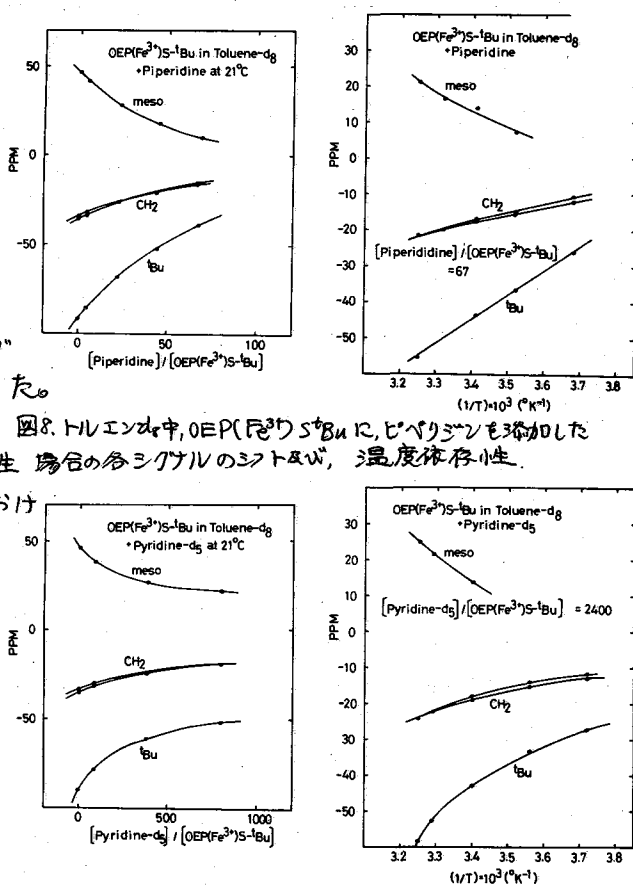 OEP(Fe³⁺)S-ᵗBu in Toluene-d₈
+Piperidine at 21°C
meso
CH₂
ᵗBu
PPM
50
0
-50
0
100
[Piperidine]/[OEP(Fe³⁺)S-ᵗBu]
OEP(Fe³⁺)S-ᵗBu in Toluene-d₈
+Piperidine
meso
CH₂
[Piperididine]/[OEP(Fe³⁺)S-ᵗBu]
=67
ᵗBu
PPM
30
20
10
0
-10
-20
-30
-40
-50
3.2 3.3 3.4 3.5 3.6 3.7
(1/T)×10³ (°K⁻¹)
が
た。
図8. トルエンd₈中, OEP(Fe³⁺)SᵗBuに, ピペリジンを添加した
生 場合の各シグナルのシフト及び, 温度依存性.
おけ
OEP(Fe³⁺)S-ᵗBu in Toluene-d₈
+Pyridine-d₅ at 21°C
meso
CH₂
ᵗBu
PPM
50
0
-50
0
500
1000
[Pyridine-d₅] / [OEP(Fe³⁺)S-ᵗBu]
OEP(Fe³⁺)S-ᵗBu in Toluene-d₈
+Pyridine-d₅
meso
[Pyridine-d₅]/[OEP(Fe³⁺)S-ᵗBu] = 2400
CH₂
ᵗBu
PPM
30
20
10
0
-10
-20
-30
-40
-50
3.2 3.3 3.4 3.5 3.6 3.7
(1/T)×10³ (°K⁻¹)